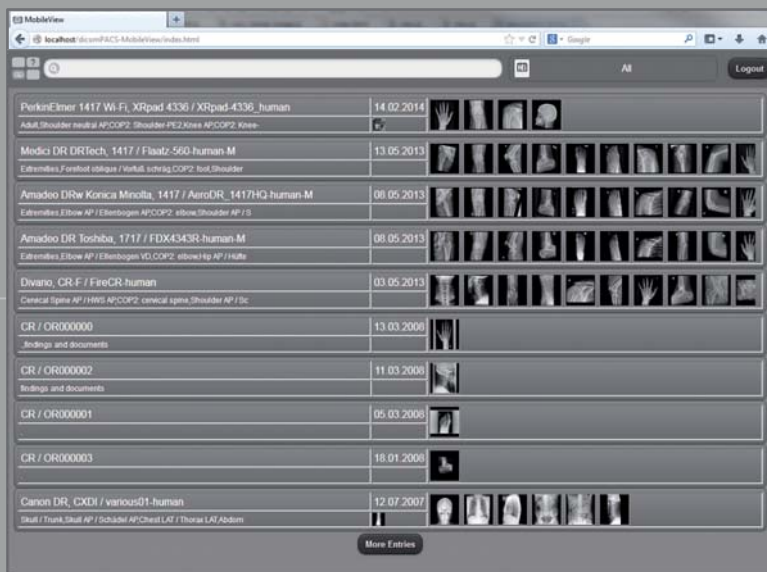 MobileView
localhost/dicomPACS-MobileView/index.html
Google
All
Logout
PerkinElmer 1417 Wi-Fi, XRpad 4336 / XRpad-4336_human 14.02.2014
Adult,Shoulder neutral AP,COP2: Shoulder-PE2,Knee AP,COP2: Knee-
Medici DR DRTech, 1417 / Flaatz-560-human-M 13.05.2013
Extremities,Forefoot oblique / Vorfuß schräg,COP2: foot,Shoulder
Amadeo DRw Konica Minolta, 1417 / AeroDR_1417HQ-human-M 08.05.2013
Extremities,Elbow AP / Ellenbogen AP,COP2: elbow,Shoulder AP / S
Amadeo DR Toshiba, 1717 / FDX4343R-human-M 08.05.2013
Extremities,Elbow AP / Ellenbogen VD,COP2: elbow,Hip AP / Hüfte
Divario, CR-F / FireCR-human 03.05.2013
Cervical Spine AP / HWS AP,COP2: cervical spine,Shoulder AP / Sc
CR / OR000000 13.03.2008
,findings and documents
CR / OR000002 11.03.2008
findings and documents
CR / OR000001 05.03.2008
CR / OR000003 18.01.2008
Canon DR, CXDI / various01-human 12.07.2007
Skull / Trunk,Skull AP / Schädel AP,Chest LAT / Thorax LAT,Abdom
More Entries